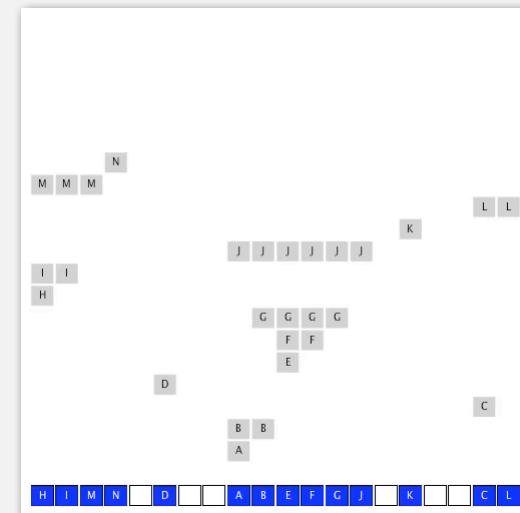 N
M M M
L L
K
J J J J J J
I I
H
G G G G
F F
E
D
C
B B
A
H I M N D A B E F G J K C L